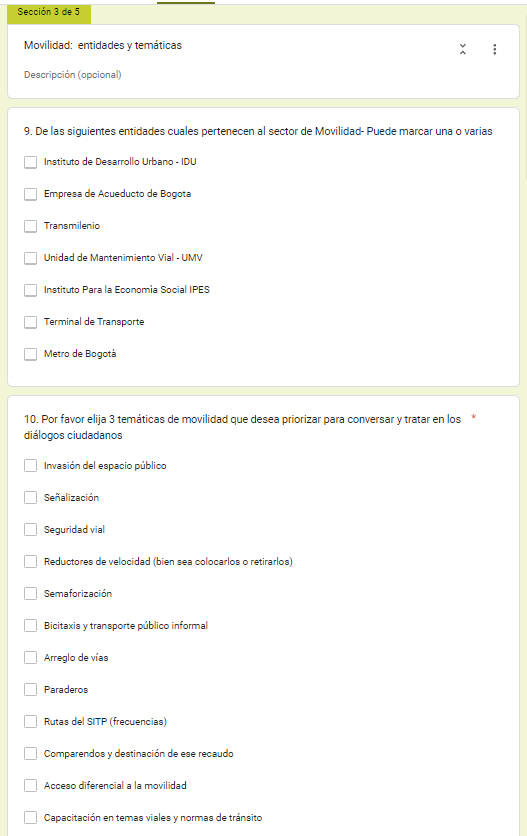 Sección 3 de 5
Movilidad: entidades y temáticas
Descripción (opcional)
9. De las siguientes entidades cuales pertenecen al sector de Movilidad- Puede marcar una o varias
Instituto de Desarrollo Urbano - IDU
Empresa de Acueducto de Bogota
Transmilenio
Unidad de Mantenimiento Vial - UMV
Instituto Para la Economìa Social IPES
Terminal de Transporte
Metro de Bogotà
10. Por favor elija 3 temáticas de movilidad que desea priorizar para conversar y tratar en los *
diálogos ciudadanos
Invasión del espacio público
Señalización
Seguridad vial
Reductores de velocidad (bien sea colocarlos o retirarlos)
Semaforización
Bicitaxis y transporte público informal
Arreglo de vías
Paraderos
Rutas del SITP (frecuencias)
Comparendos y destinación de ese recaudo
Acceso diferencial a la movilidad
Capacitación en temas viales y normas de tránsito